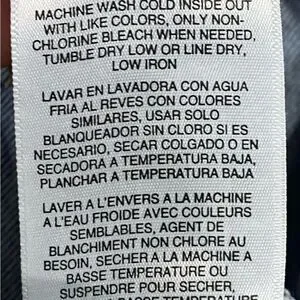 MACHINE WASH COLD INSIDE OUT
WITH LIKE COLORS, ONLY NON-
CHLORINE BLEACH WHEN NEEDED,
TUMBLE DRY LOW OR LINE DRY,
LOW IRON
LAVAR EN LAVADORA CON AGUA
FRIA AL REVES CON COLORES
SIMILARES, USAR SOLO
BLANQUEADOR SIN CLORO SI ES
NECESARIO, SECAR COLGADO O EN
SECADORA A TEMPERATURA BAJA,
PLANCHAR A TEMPERATURA BAJA
LAVER A L'ENVERS A LA MACHINE
A L'EAU FROIDE AVEC COULEURS
SEMBLABLES, AGENT DE
BLANCHIMENT NON CHLORE AU
BESOIN, SECHER A LA MACHINE A
BASSE TEMPERATURE OU
SUSPENDRE POUR SECHER,
BASSE TEMPERATURE